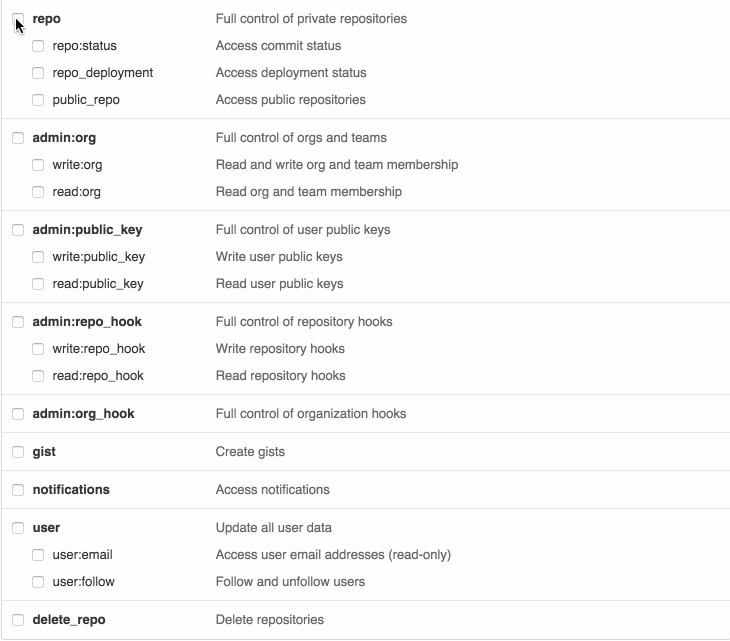 repo Full control of private repositories
repo:status Access commit status
repo_deployment Access deployment status
public_repo Access public repositories
admin:org Full control of orgs and teams
write:org Read and write org and team membership
read:org Read org and team membership
admin:public_key Full control of user public keys
write:public_key Write user public keys
read:public_key Read user public keys
admin:repo_hook Full control of repository hooks
write:repo_hook Write repository hooks
read:repo_hook Read repository hooks
admin:org_hook Full control of organization hooks
gist Create gists
notifications Access notifications
user Update all user data
user:email Access user email addresses (read-only)
user:follow Follow and unfollow users
delete_repo Delete repositories